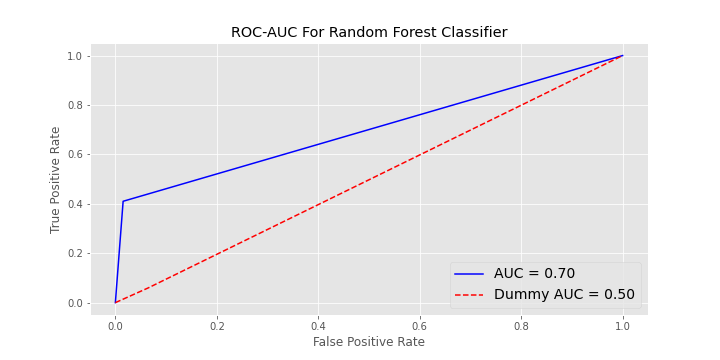 ROC-AUC For Random Forest Classifier
True Positive Rate
1.0
0.8
0.6
0.4
0.2
0.0
AUC = 0.70
Dummy AUC = 0.50
0.0 0.2 0.4 0.6 0.8 1.0
False Positive Rate